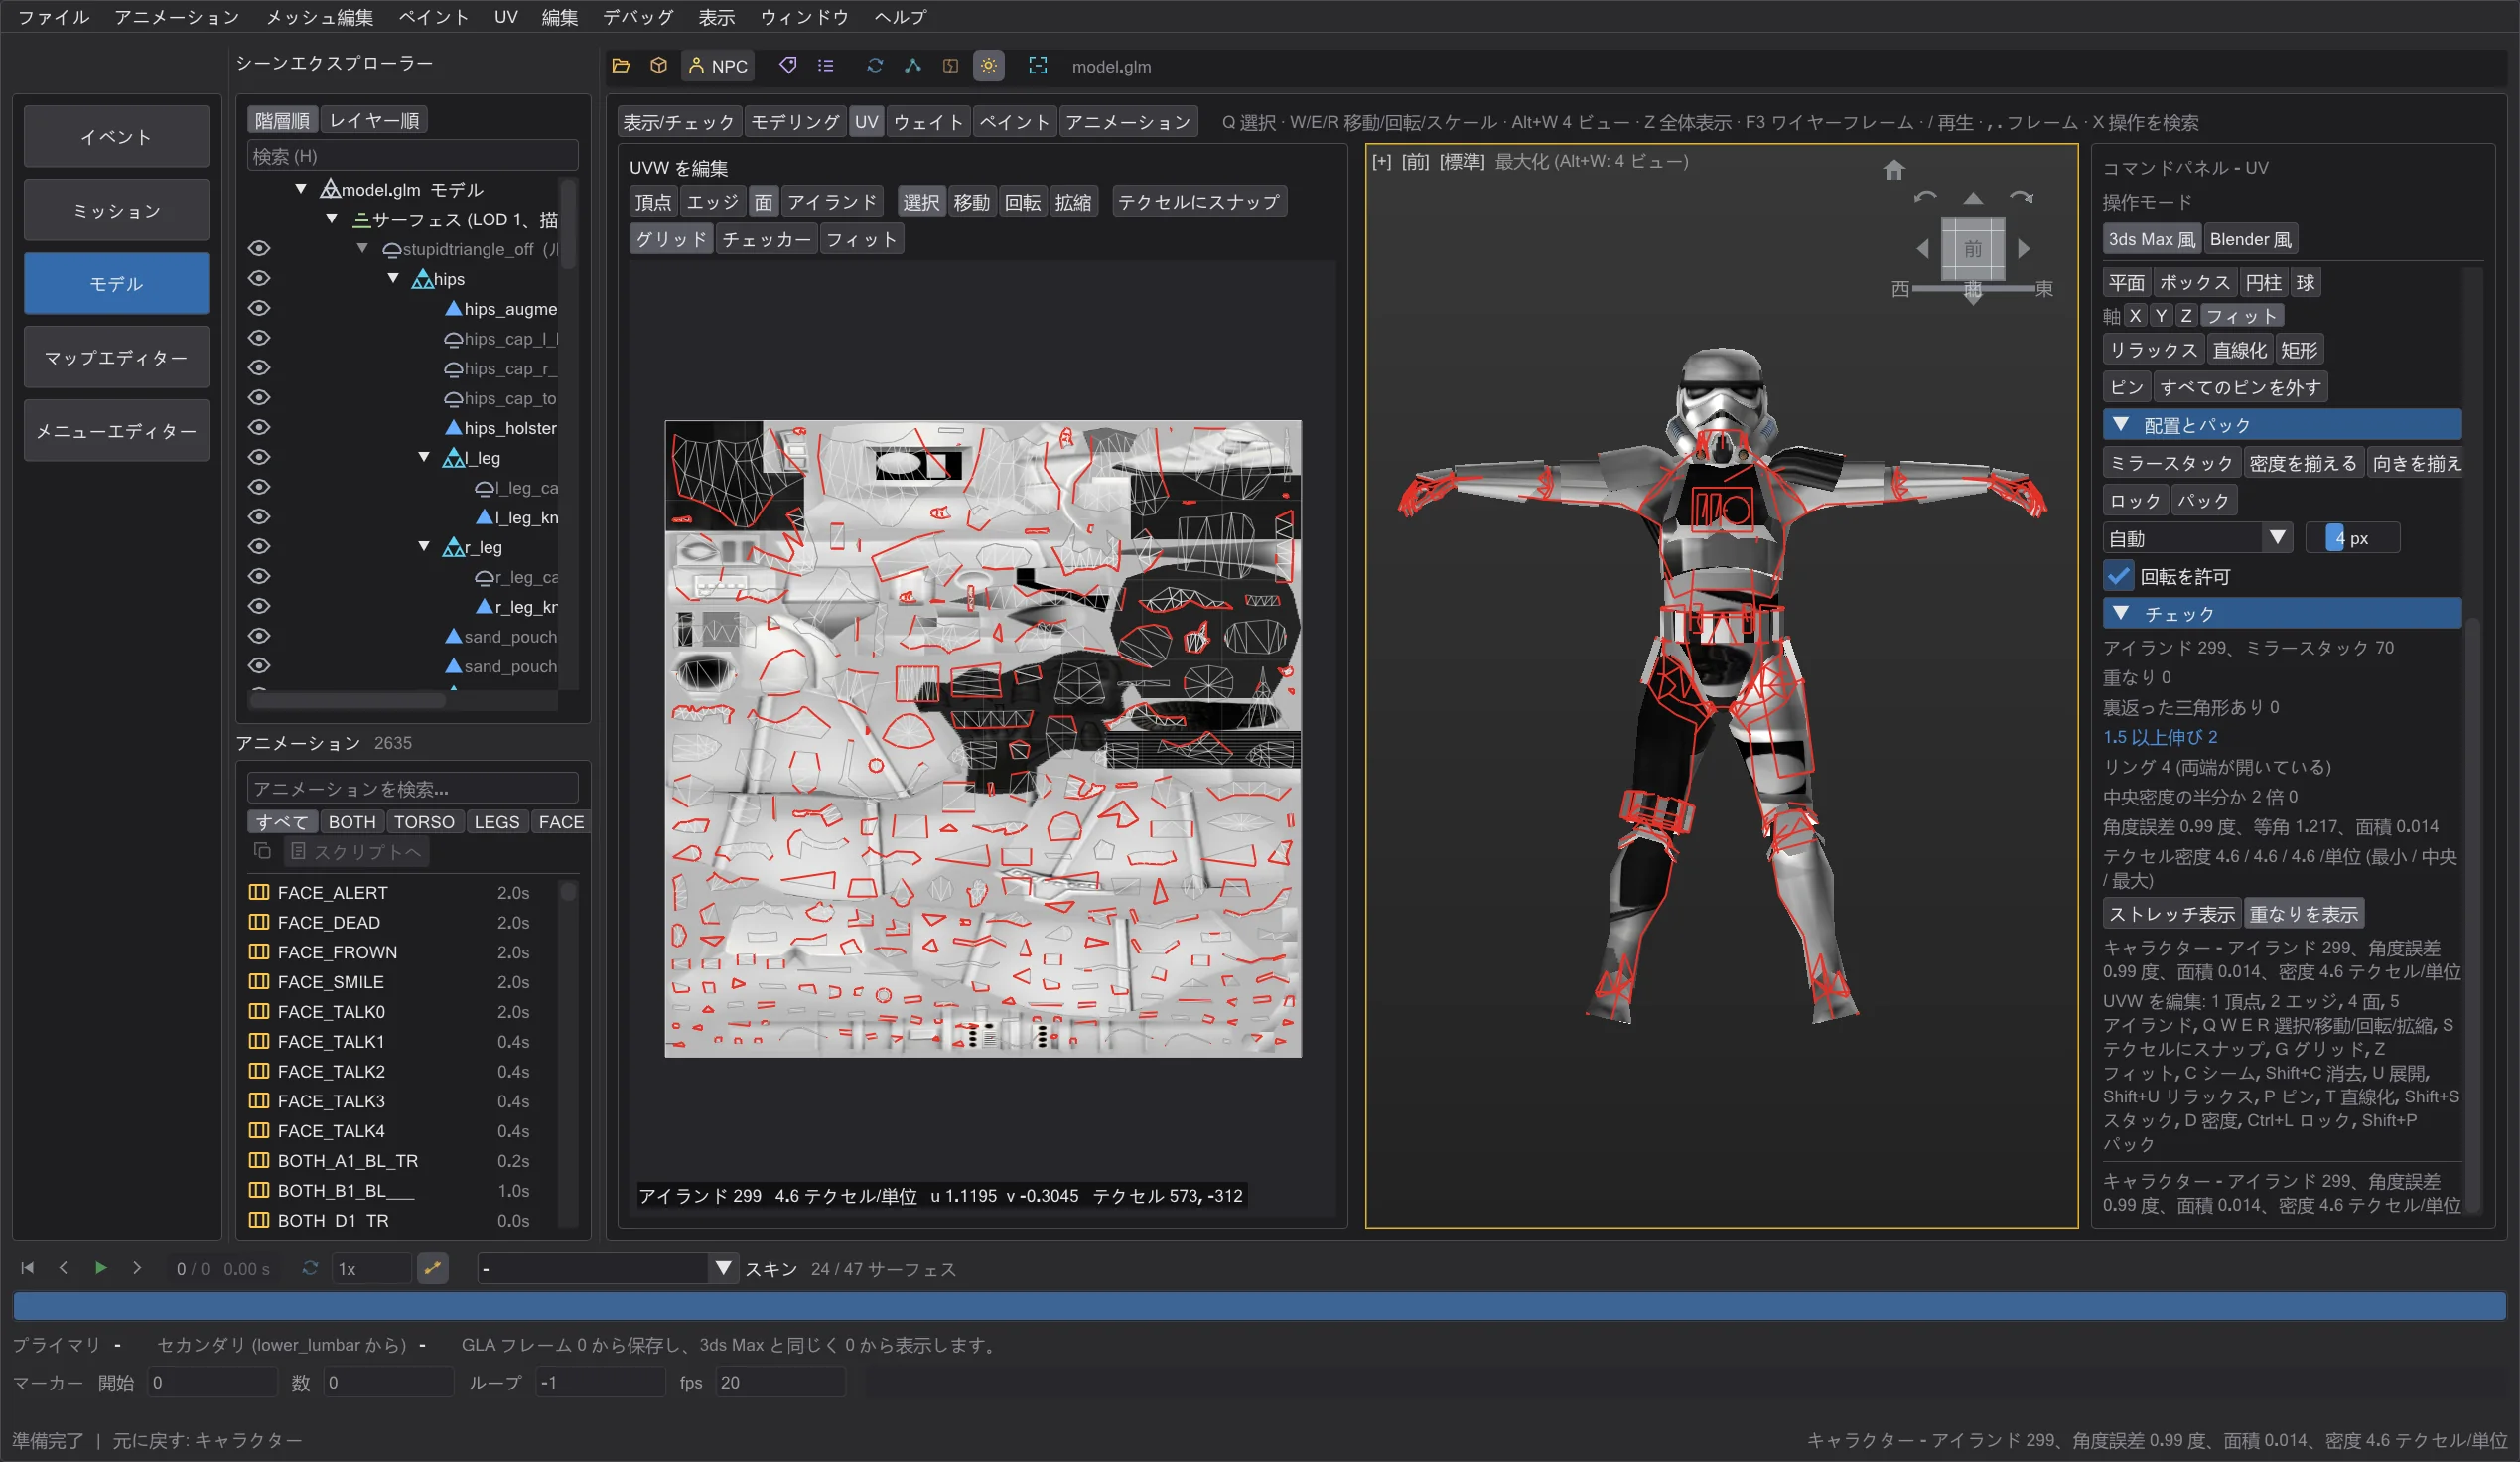 ファイル アニメーション メッシュ編集 ペイント UV 編集 デバッグ 表示 ウィンドウ ヘルプ
シーンエクスプローラー
NPC model.glm
イベント
ミッション
モデル
マップエディター
メニューエディター
階層順 レイヤー順
検索 (H)
model.glm モデル
サーフェス (LOD 1、描
stupidtriangle_off
hips
hips_augme
hips_cap_l_
hips_cap_r_
hips_cap_to
hips_holster
l_leg
l_leg_ca
l_leg_kn
r_leg
r_leg_ca
r_leg_kr
sand_pouch
sand_pouch
アニメーション 2635
アニメーションを検索...
すべて BOTH TORSO LEGS FACE
スクリプトへ
FACE_ALERT 2.0s
FACE_DEAD 2.0s
FACE_FROWN 2.0s
FACE_SMILE 2.0s
FACE_TALK0 2.0s
FACE_TALK1 0.4s
FACE_TALK2 0.4s
FACE_TALK3 0.4s
FACE_TALK4 0.4s
BOTH_A1_BL_TR 0.2s
BOTH_B1_BL___ 1.0s
BOTH_D1_TR 0.0s
表示/チェック モデリング UV ウェイト ペイント アニメーション Q 選択 · W/E/R 移動/回転/スケール · Alt+W 4 ビュー · Z 全体表示 · F3 ワイヤーフレーム · / 再生 · , . フレーム · X 操作を検索
UVW を編集
頂点 エッジ 面 アイランド 選択 移動 回転 拡縮 テクセルにスナップ
グリッド チェッカー フィット
アイランド 299 4.6 テクセル/単位 u 1.1195 v -0.3045 テクセル 573, -312
[+] [前] [標準] 最大化 (Alt+W: 4 ビュー)
前
西 北 東
コマンドパネル - UV
操作モード
3ds Max 風 Blender 風
平面 ボックス 円柱 球
軸 X Y Z フィット
リラックス 直線化 矩形
ピン すべてのピンを外す
配置とパック
ミラースタック 密度を揃える 向きを揃え
ロック パック
自動 4 px
回転を許可
チェック
アイランド 299、ミラースタック 70
重なり 0
裏返った三角形あり 0
1.5 以上伸び 2
リング 4 (両端が開いている)
中央密度の半分か 2 倍 0
角度誤差 0.99 度、等角 1.217、面積 0.014
テクセル密度 4.6 / 4.6 / 4.6 /単位 (最小 / 中央
/ 最大)
ストレッチ表示 重なりを表示
キャラクター - アイランド 299、角度誤差
0.99 度、面積 0.014、密度 4.6 テクセル/単位
UVW を編集: 1 頂点, 2 エッジ, 4 面, 5
アイランド, Q W E R 選択/移動/回転/拡縮, S
テクセルにスナップ, G グリッド, Z
フィット, C シーム, Shift+C 消去, U 展開,
Shift+U リラックス, P ピン, T 直線化, Shift+S
スタック, D 密度, Ctrl+L ロック, Shift+P
パック
キャラクター - アイランド 299、角度誤差
0.99 度、面積 0.014、密度 4.6 テクセル/単位
0 / 0 0.00 s 1x - スキン 24 / 47 サーフェス
プライマリ - セカンダリ (lower_lumbar から) - GLA フレーム 0 から保存し、3ds Max と同じく 0 から表示します。
マーカー 開始 0 数 0 ループ -1 fps 20
準備完了 | 元に戻す: キャラクター
キャラクター - アイランド 299、角度誤差 0.99 度、面積 0.014、密度 4.6 テクセル/単位